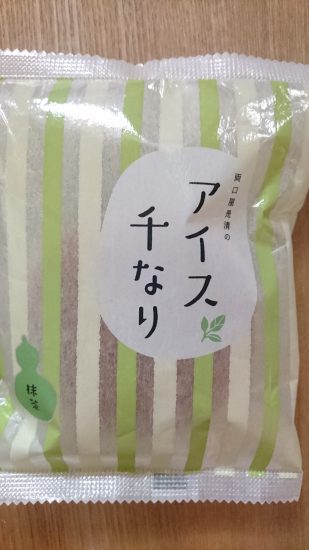 両口屋是清の
アイス
千なり
抹茶